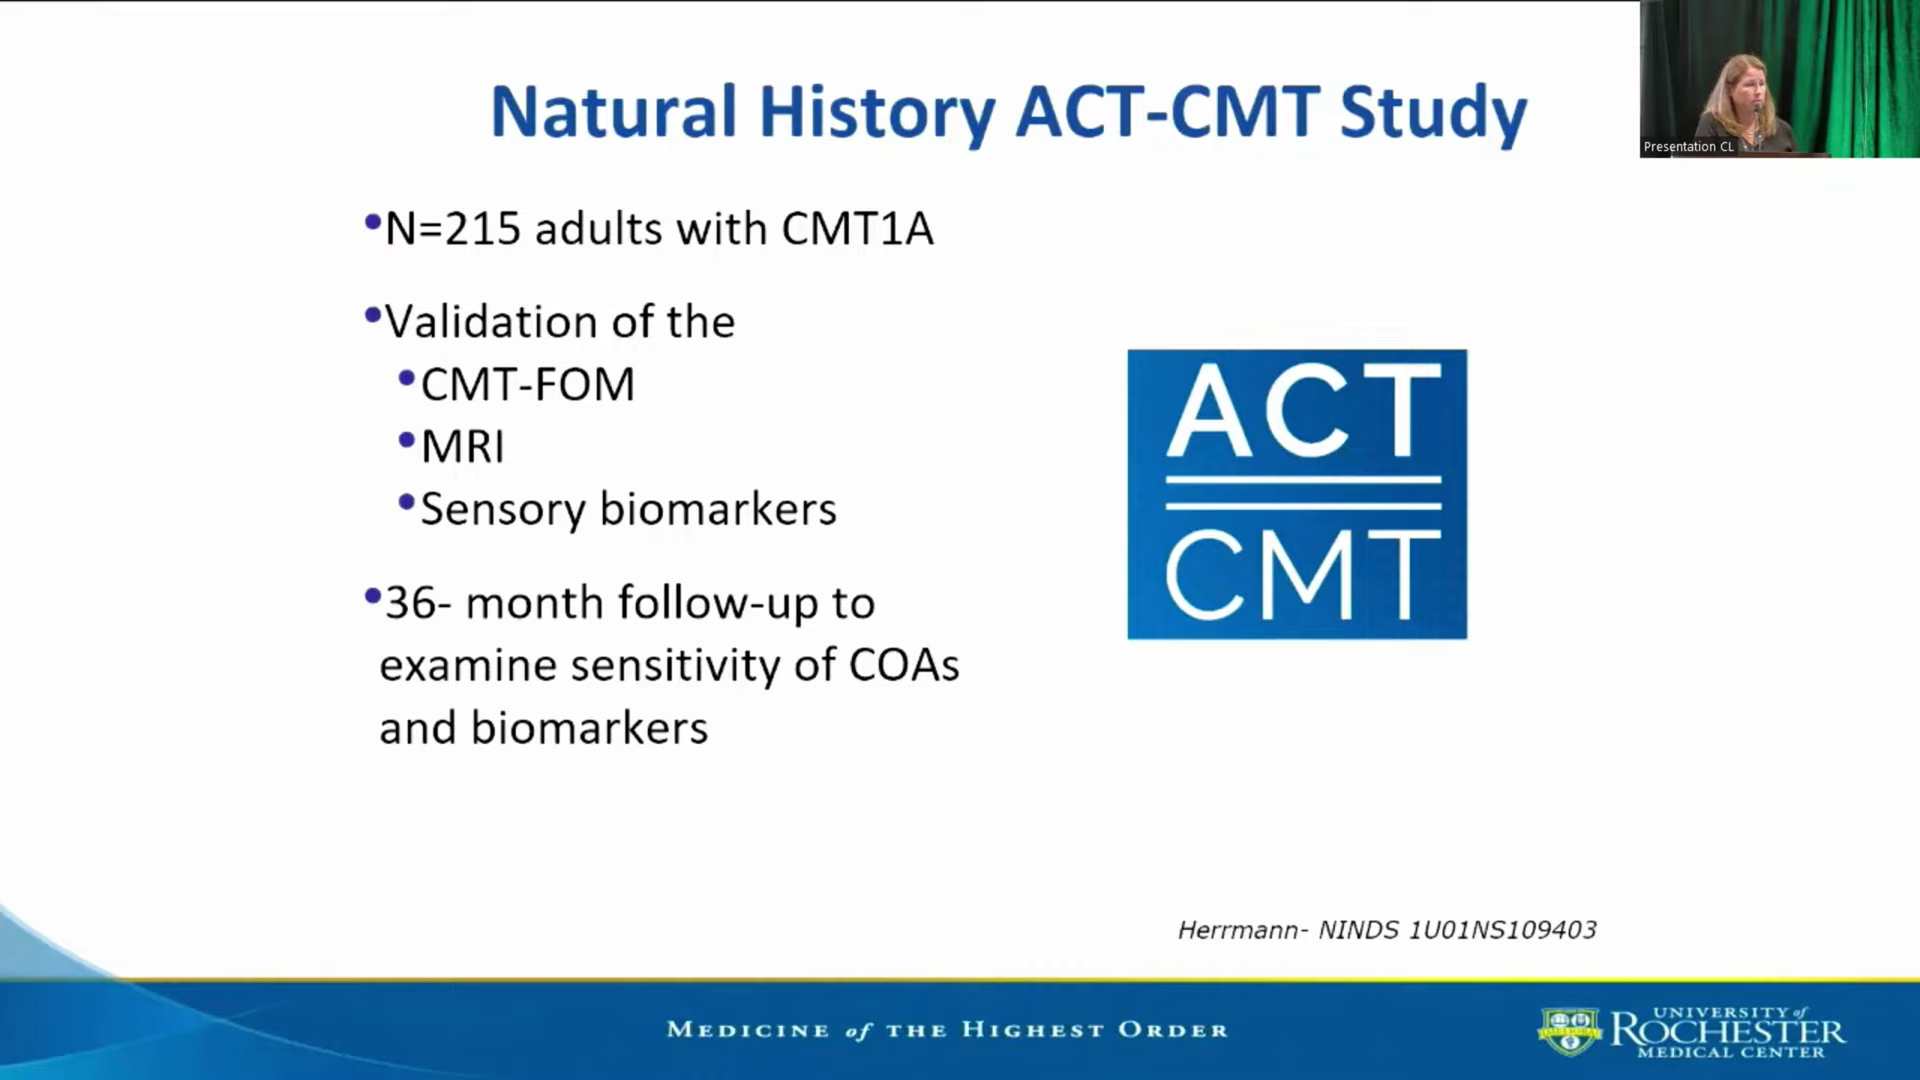 Natural History ACT-CMT Study
Presentation CL
•N=215 adults with CMT1A
•Validation of the
•CMT-FOM
•MRI
•Sensory biomarkers
•36- month follow-up to
examine sensitivity of COAs
and biomarkers
ACT
CMT
Herrmann- NINDS 1U01NS109403
MEDICINE of THE HIGHEST ORDER
UNIVERSITY of
ROCHESTER
MEDICAL CENTER